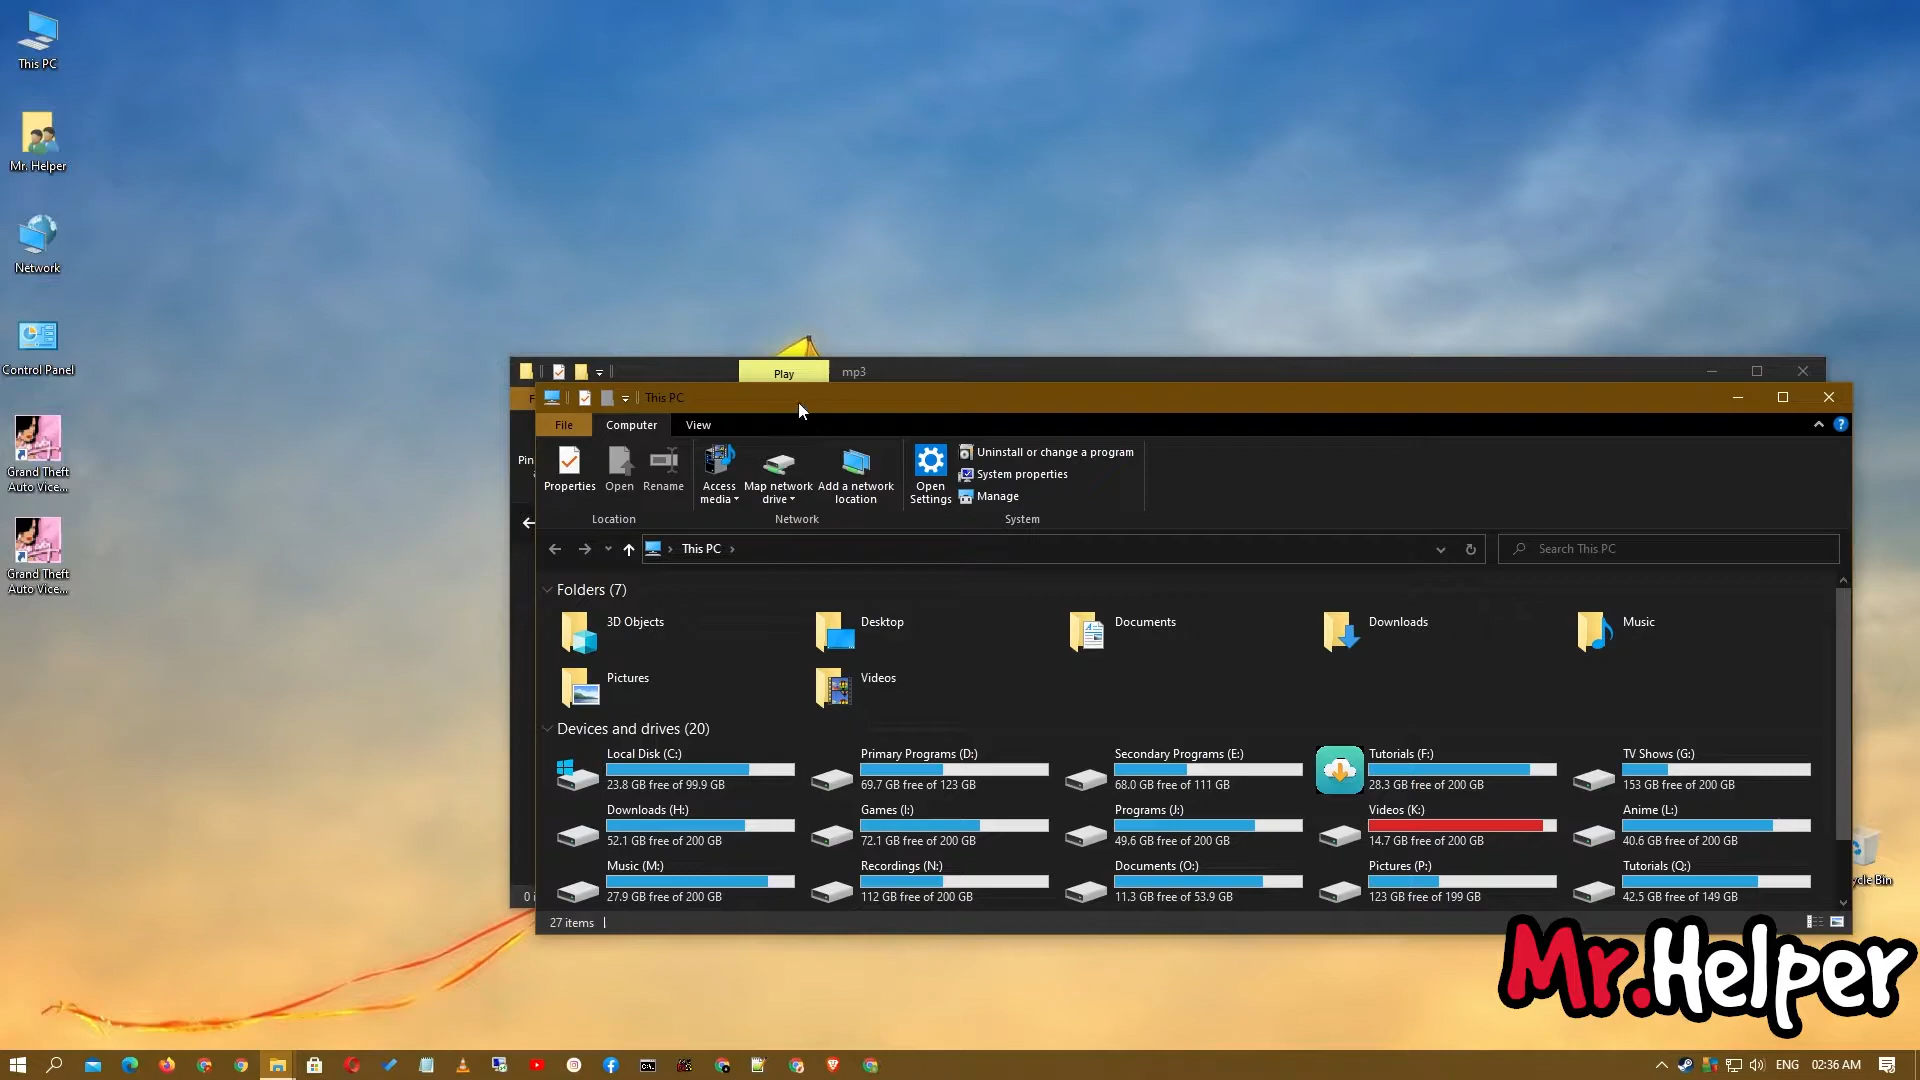 This PC
Mr. Helper
Network
Control Panel
Grand Theft
Auto Vice...
Grand Theft
Auto Vice...
Play
mp3
This PC
File
Computer
View
Properties
Open
Rename
Access
media
Map network
drive
Add a network
location
Open
Settings
Uninstall or change a program
System properties
Manage
Location
Network
System
This PC
Search This PC
Folders (7)
3D Objects
Desktop
Documents
Downloads
Music
Pictures
Videos
Devices and drives (20)
Local Disk (C:)
23.8 GB free of 99.9 GB
Primary Programs (D:)
69.7 GB free of 123 GB
Secondary Programs (E:)
68.0 GB free of 111 GB
Tutorials (F:)
28.3 GB free of 200 GB
TV Shows (G:)
153 GB free of 200 GB
Downloads (H:)
52.1 GB free of 200 GB
Games (I:)
72.1 GB free of 200 GB
Programs (J:)
49.6 GB free of 200 GB
Videos (K:)
14.7 GB free of 200 GB
Anime (L:)
40.6 GB free of 200 GB
Music (M:)
27.9 GB free of 200 GB
Recordings (N:)
112 GB free of 200 GB
Documents (O:)
11.3 GB free of 53.9 GB
Pictures (P:)
123 GB free of 199 GB
Tutorials (Q:)
42.5 GB free of 149 GB
cycle Bin
27 items
Mr.Helper
ENG
02:36 AM